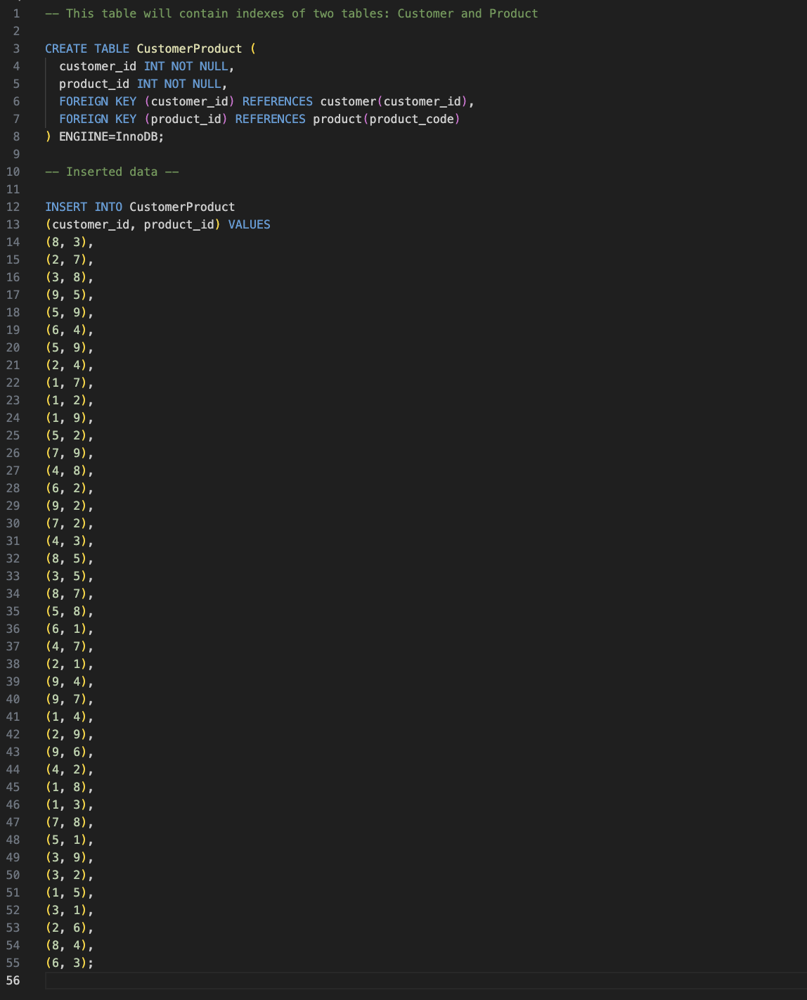 1 -- This table will contain indexes of two tables: Customer and Product
2
3 CREATE TABLE CustomerProduct (
4 customer_id INT NOT NULL,
5 product_id INT NOT NULL,
6 FOREIGN KEY (customer_id) REFERENCES customer(customer_id),
7 FOREIGN KEY (product_id) REFERENCES product(product_code)
8 ) ENGIINE=InnoDB;
9
10 -- Inserted data --
11
12 INSERT INTO CustomerProduct
13 (customer_id, product_id) VALUES
14 (8, 3),
15 (2, 7),
16 (3, 8),
17 (9, 5),
18 (5, 9),
19 (6, 4),
20 (5, 9),
21 (2, 4),
22 (1, 7),
23 (1, 2),
24 (1, 9),
25 (5, 2),
26 (7, 9),
27 (4, 8),
28 (6, 2),
29 (9, 2),
30 (7, 2),
31 (4, 3),
32 (8, 5),
33 (3, 5),
34 (8, 7),
35 (5, 8),
36 (6, 1),
37 (4, 7),
38 (2, 1),
39 (9, 4),
40 (9, 7),
41 (1, 4),
42 (2, 9),
43 (9, 6),
44 (4, 2),
45 (1, 8),
46 (1, 3),
47 (7, 8),
48 (5, 1),
49 (3, 9),
50 (3, 2),
51 (1, 5),
52 (3, 1),
53 (2, 6),
54 (8, 4),
55 (6, 3);
56